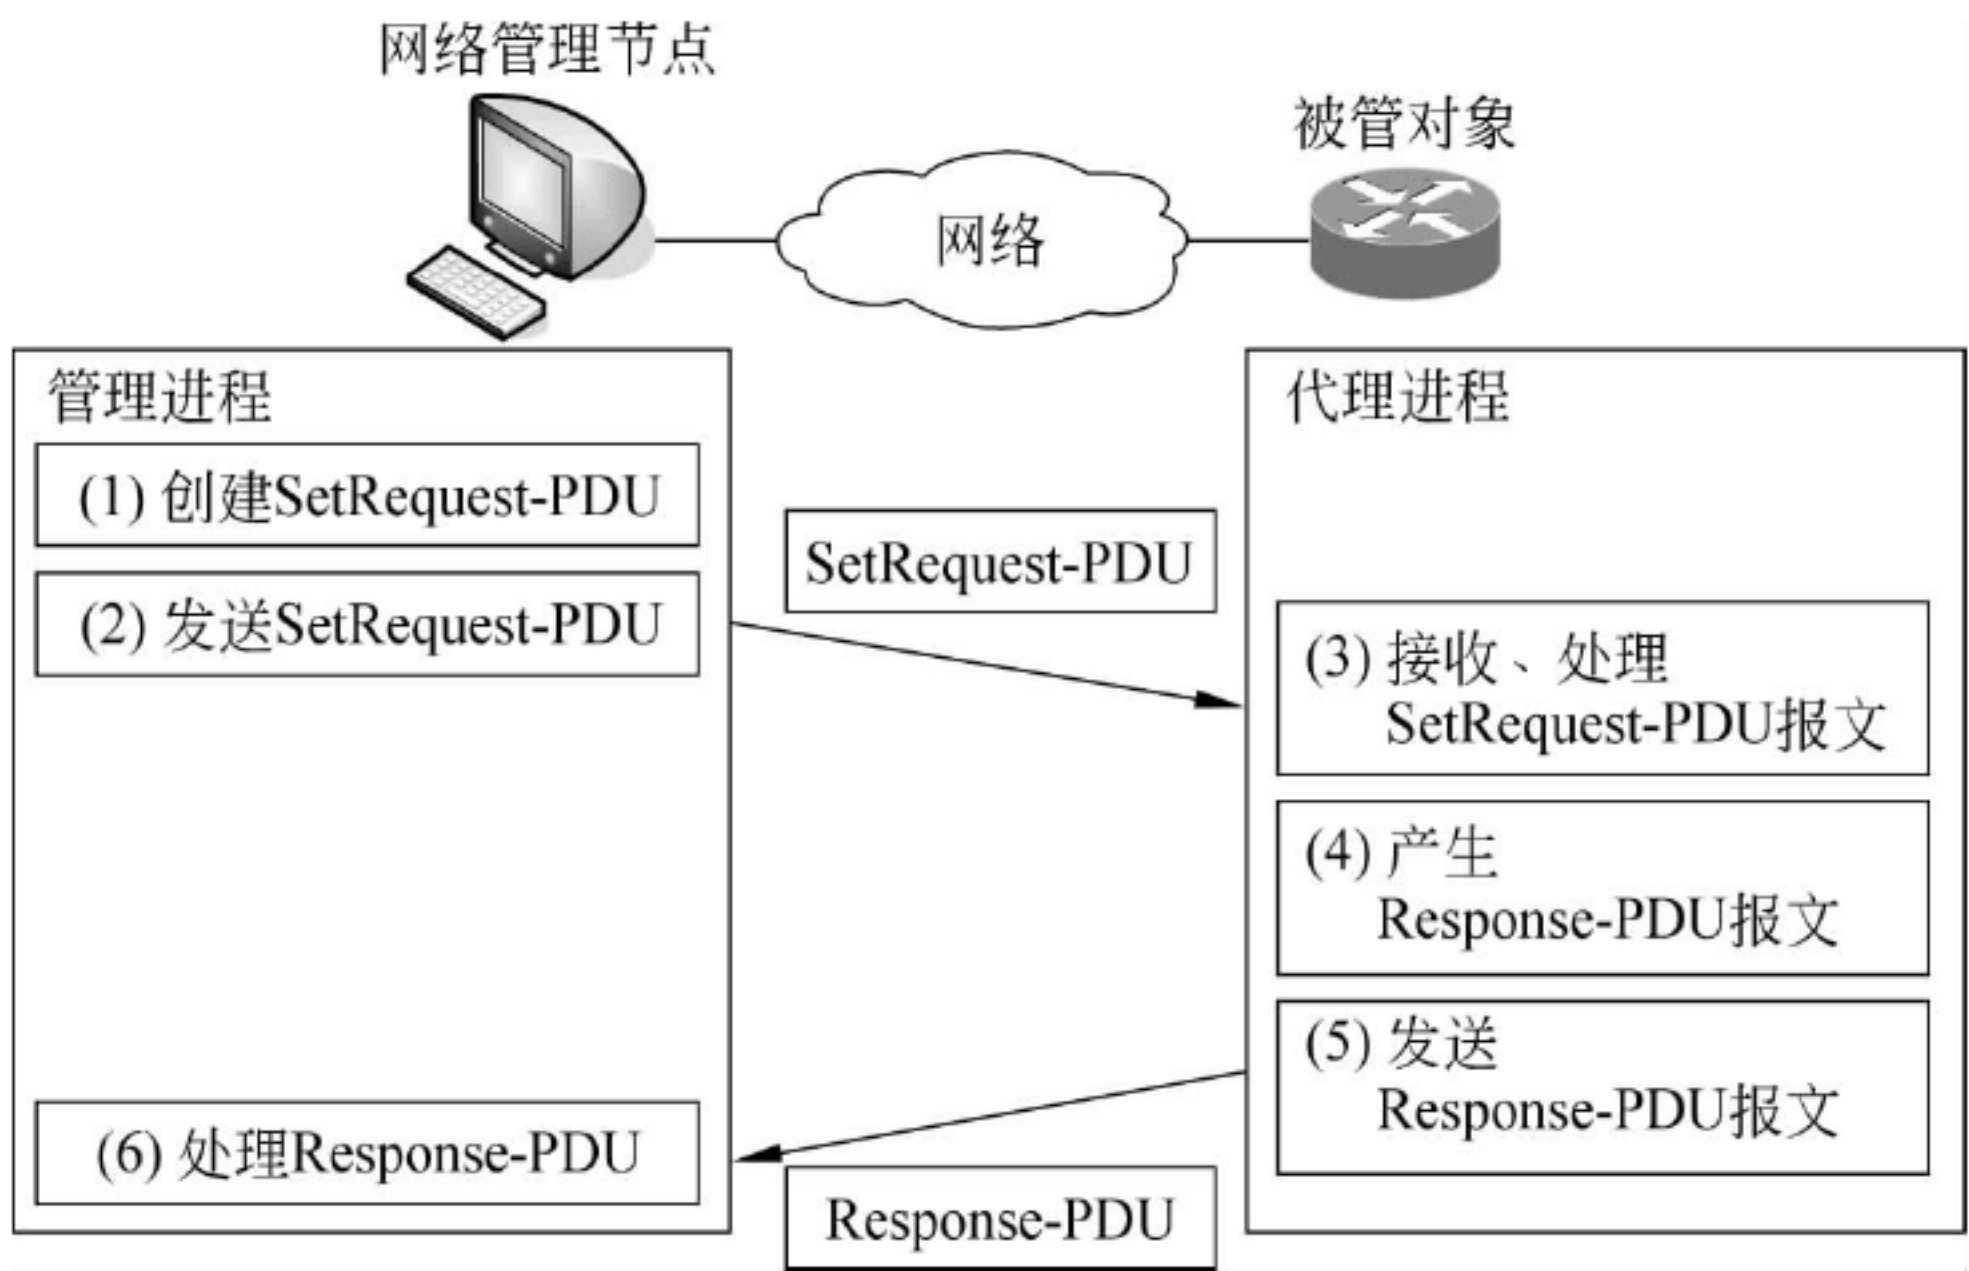 网络管理节点
被管对象
网络
管理进程
(1) 创建SetRequest-PDU
(2) 发送SetRequest-PDU
SetRequest-PDU
代理进程
(3) 接收、处理
SetRequest-PDU报文
(4) 产生
Response-PDU报文
(5) 发送
Response-PDU报文
(6) 处理Response-PDU
Response-PDU